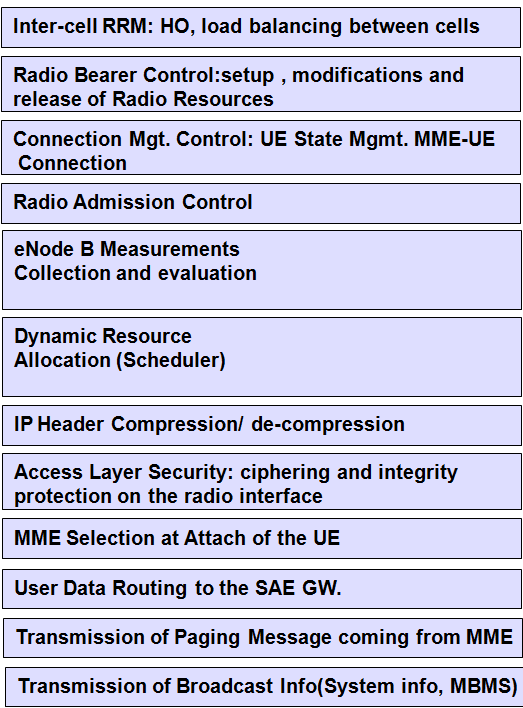 Inter-cell RRM: HO, load balancing between cells
Radio Bearer Control:setup , modifications and
release of Radio Resources
Connection Mgt. Control: UE State Mgmt. MME-UE
Connection
Radio Admission Control
eNode B Measurements
Collection and evaluation
Dynamic Resource
Allocation (Scheduler)
IP Header Compression/ de-compression
Access Layer Security: ciphering and integrity
protection on the radio interface
MME Selection at Attach of the UE
User Data Routing to the SAE GW.
Transmission of Paging Message coming from MME
Transmission of Broadcast Info(System info, MBMS)